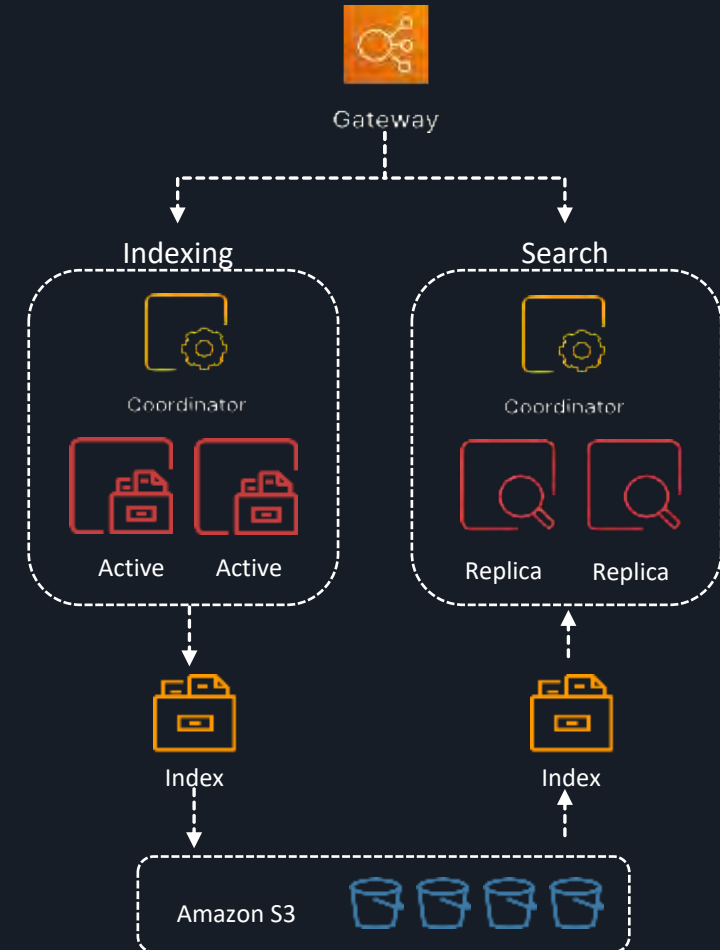 Gateway
Indexing
Search
Coordinator
Coordinator
Active
Active
Replica
Replica
Index
Index
Amazon S3